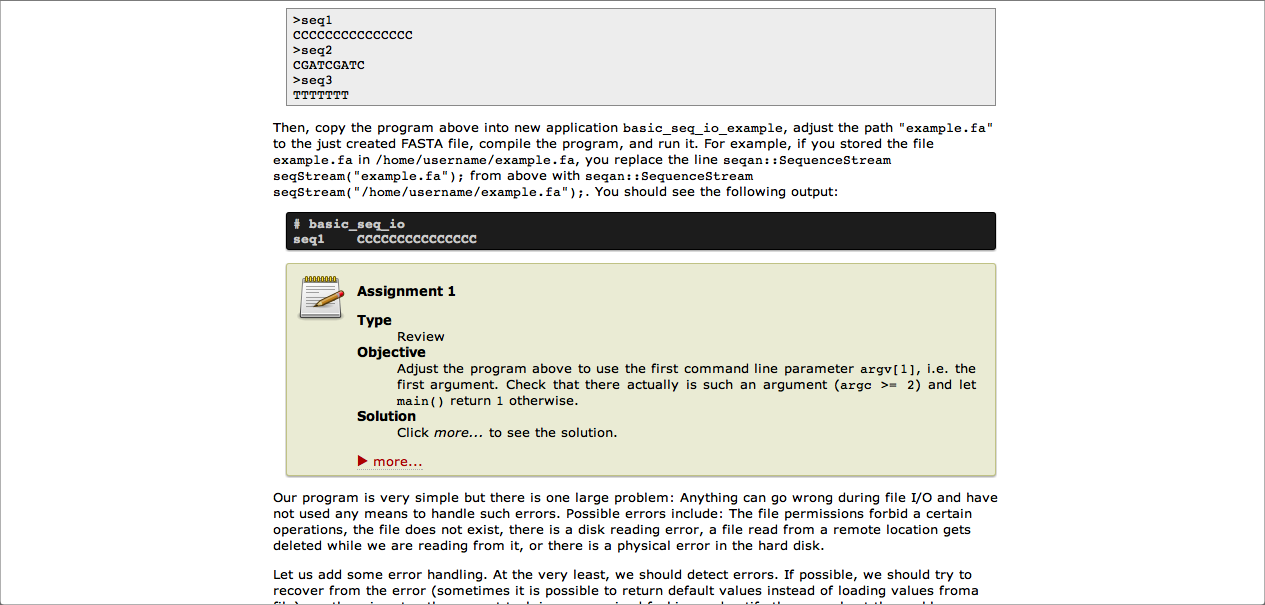 >seq1
CCCCCCCCCCCCCCC
>seq2
CGATCGATC
>seq3
TTTTTTT
Then, copy the program above into new application basic_seq_io_example, adjust the path "example.fa"
to the just created FASTA file, compile the program, and run it. For example, if you stored the file
example.fa in /home/username/example.fa, you replace the line seqan::SequenceStream
seqStream("example.fa"); from above with seqan::SequenceStream
seqStream("/home/username/example.fa");. You should see the following output:
# basic_seq_io
seq1    CCCCCCCCCCCCCCC
Assignment 1
Type
Review
Objective
Adjust the program above to use the first command line parameter argv[1], i.e. the
first argument. Check that there actually is such an argument (argc >= 2) and let
main() return 1 otherwise.
Solution
Click more... to see the solution.
▶ more...
Our program is very simple but there is one large problem: Anything can go wrong during file I/O and have
not used any means to handle such errors. Possible errors include: The file permissions forbid a certain
operations, the file does not exist, there is a disk reading error, a file read from a remote location gets
deleted while we are reading from it, or there is a physical error in the hard disk.
Let us add some error handling. At the very least, we should detect errors. If possible, we should try to
recover from the error (sometimes it is possible to return default values instead of loading values froma